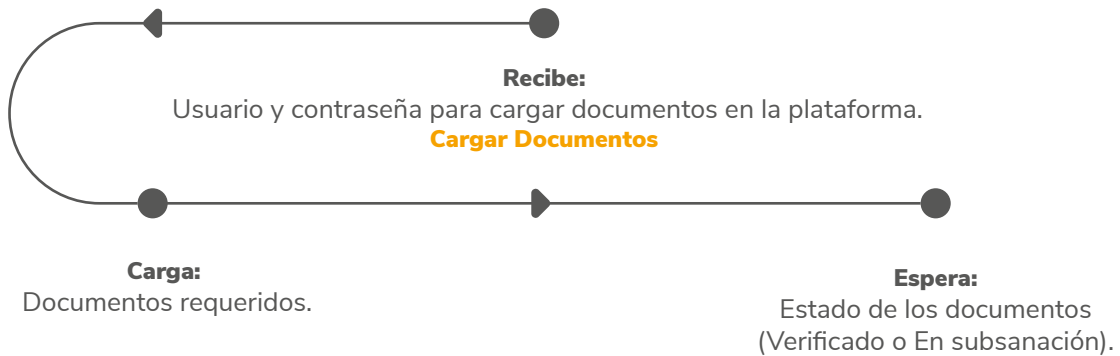 Recibe:
Usuario y contraseña para cargar documentos en la plataforma.
Cargar Documentos
Carga:
Documentos requeridos.
Espera:
Estado de los documentos
(Verificado o En subsanación).